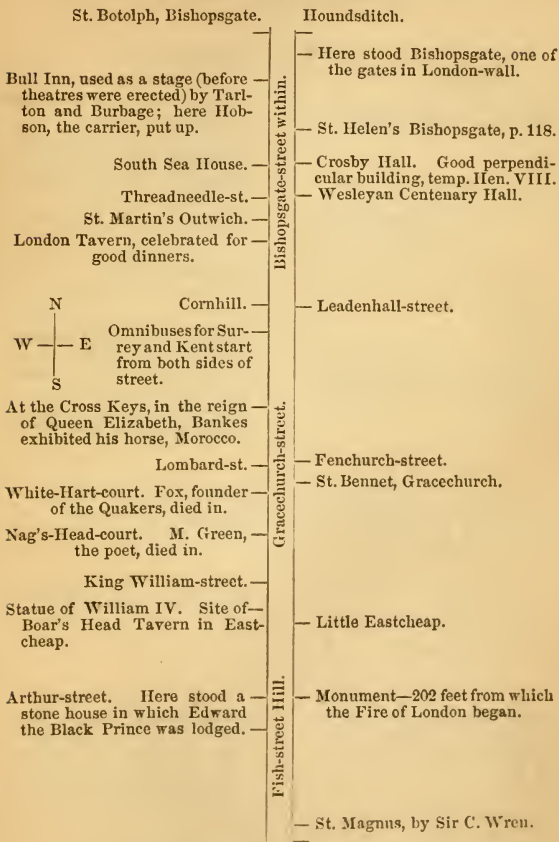 St. Botolph, Bishopsgate.
Houndsditch.
Here stood Bishopsgate, one of
the gates in London-wall.
Bull Inn, used as a stage (before
theatres were erected) by Tarl-
ton and Burbage; here Hob-
son, the carrier, put up.
Bishopsgate-street within.
St. Helen's Bishopsgate, p. 118.
South Sea House.
Crosby Hall. Good perpendi-
cular building, temp. Hen. VIII.
Threadneedle-st.
Wesleyan Centenary Hall.
St. Martin's Outwich.
London Tavern, celebrated for
good dinners.
N
W E
S
Cornhill.
Leadenhall-street.
Omnibuses for Sur-
rey and Kent start
from both sides of
street.
At the Cross Keys, in the reign
of Queen Elizabeth, Bankes
exhibited his horse, Morocco.
Gracechurch-street.
Lombard-st.
Fenchurch-street.
St. Bennet, Gracechurch.
White-Hart-court. Fox, founder
of the Quakers, died in.
Nag's-Head-court. M. Green,
the poet, died in.
King William-street.
Statue of William IV. Site of
Boar's Head Tavern in East-
cheap.
Little Eastcheap.
Arthur-street. Here stood a
stone house in which Edward
the Black Prince was lodged.
Fish-street Hill.
Monument—202 feet from which
the Fire of London began.
St. Magnus, by Sir C. Wren.